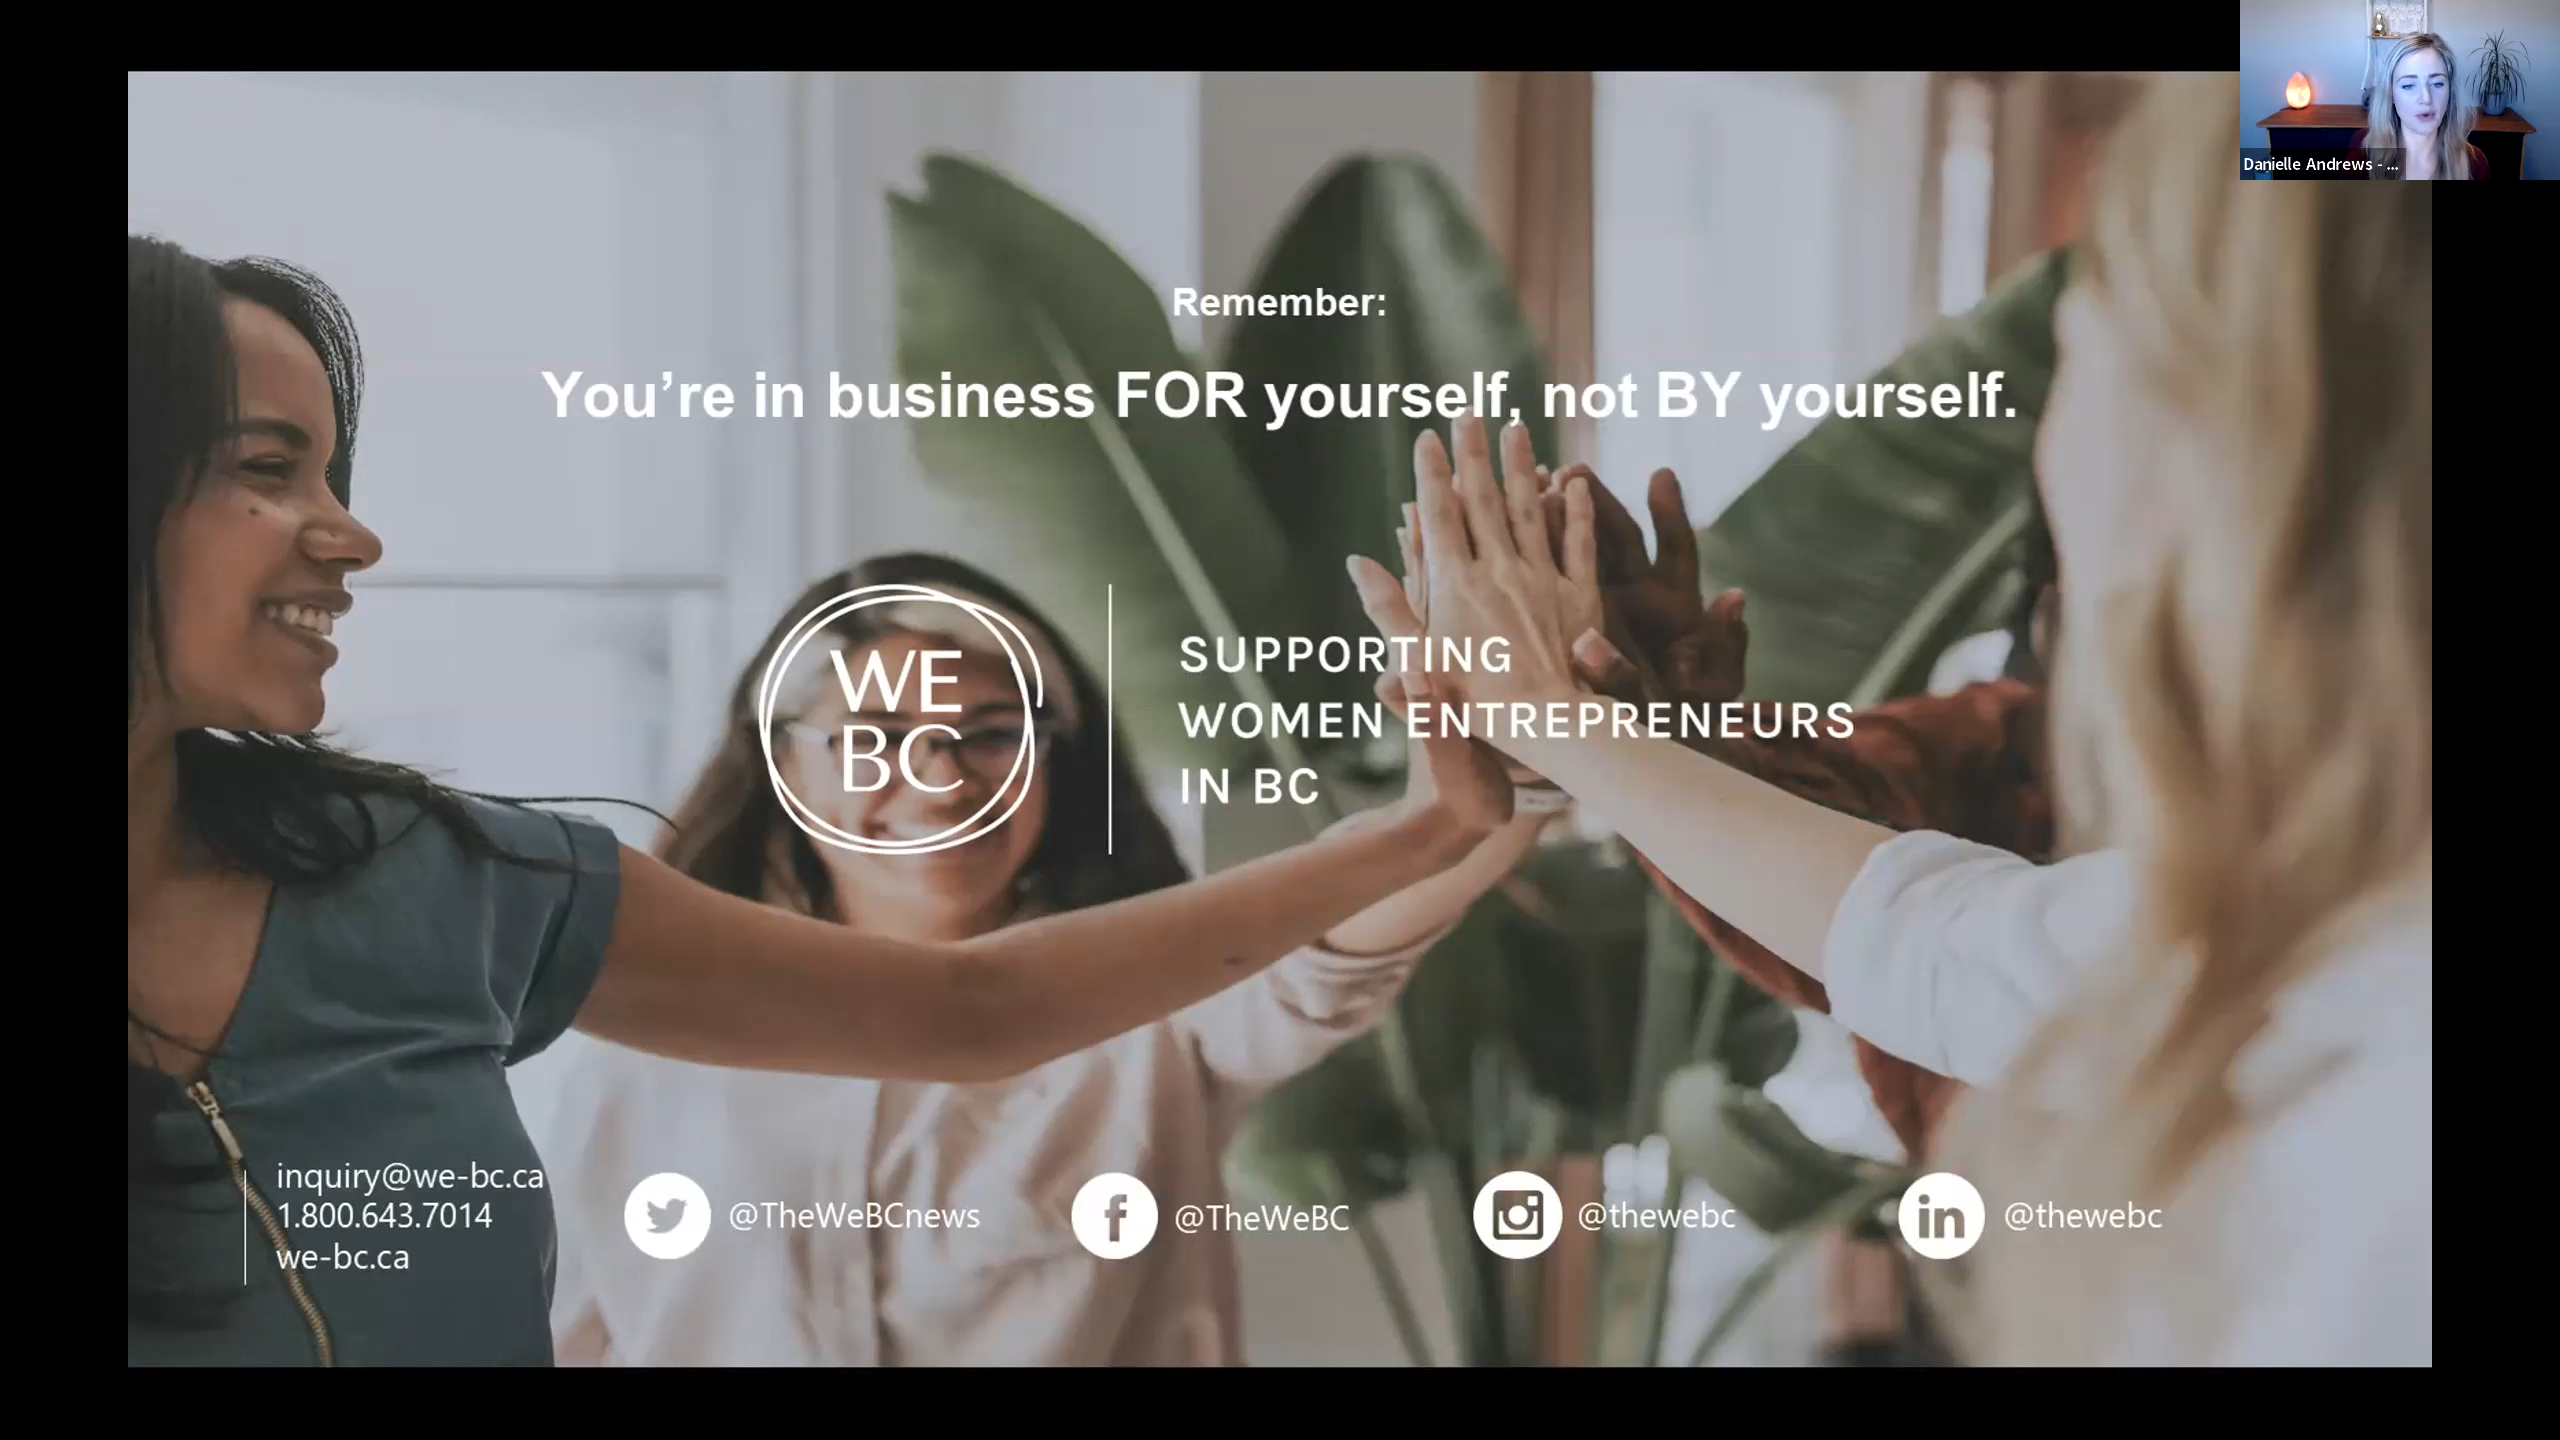 Danielle Andrews - ...
Remember:
You're in business FOR yourself, not BY yourself.
WE
BC
SUPPORTING
WOMEN ENTREPRENEURS
IN BC
inquiry@we-bc.ca
1.800.643.7014
we-bc.ca
@TheWeBCnews
@TheWeBC
@thewebc
@thewebc